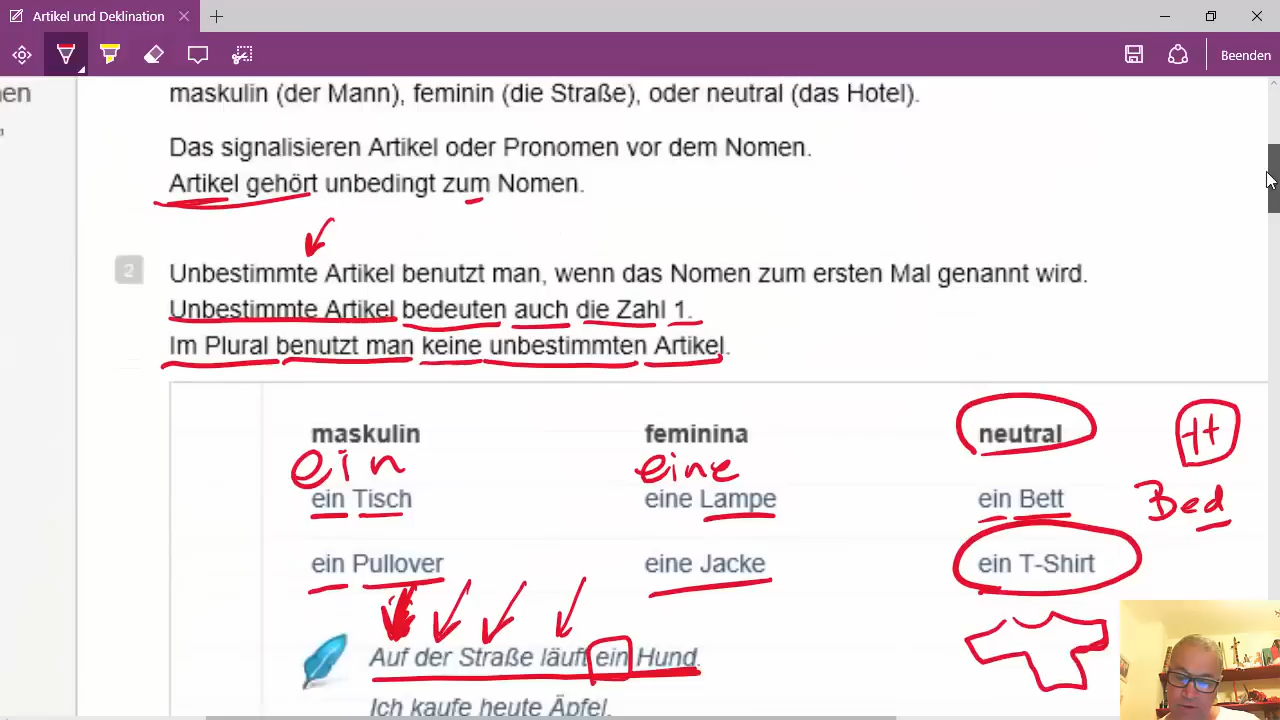 Artikel und Deklination
Beenden
en
maskulin (der Mann), feminin (die Straße), oder neutral (das Hotel).
Das signalisieren Artikel oder Pronomen vor dem Nomen.
Artikel gehört unbedingt zum Nomen.
2
Unbestimmte Artikel benutzt man, wenn das Nomen zum ersten Mal genannt wird.
Unbestimmte Artikel bedeuten auch die Zahl 1.
Im Plural benutzt man keine unbestimmten Artikel.
maskulin feminina neutral tt
ein eine
ein Tisch eine Lampe ein Bett Bed
ein Pullover eine Jacke ein T-Shirt
Auf der Straße läuft ein Hund.
Ich kaufe heute Äpfel.